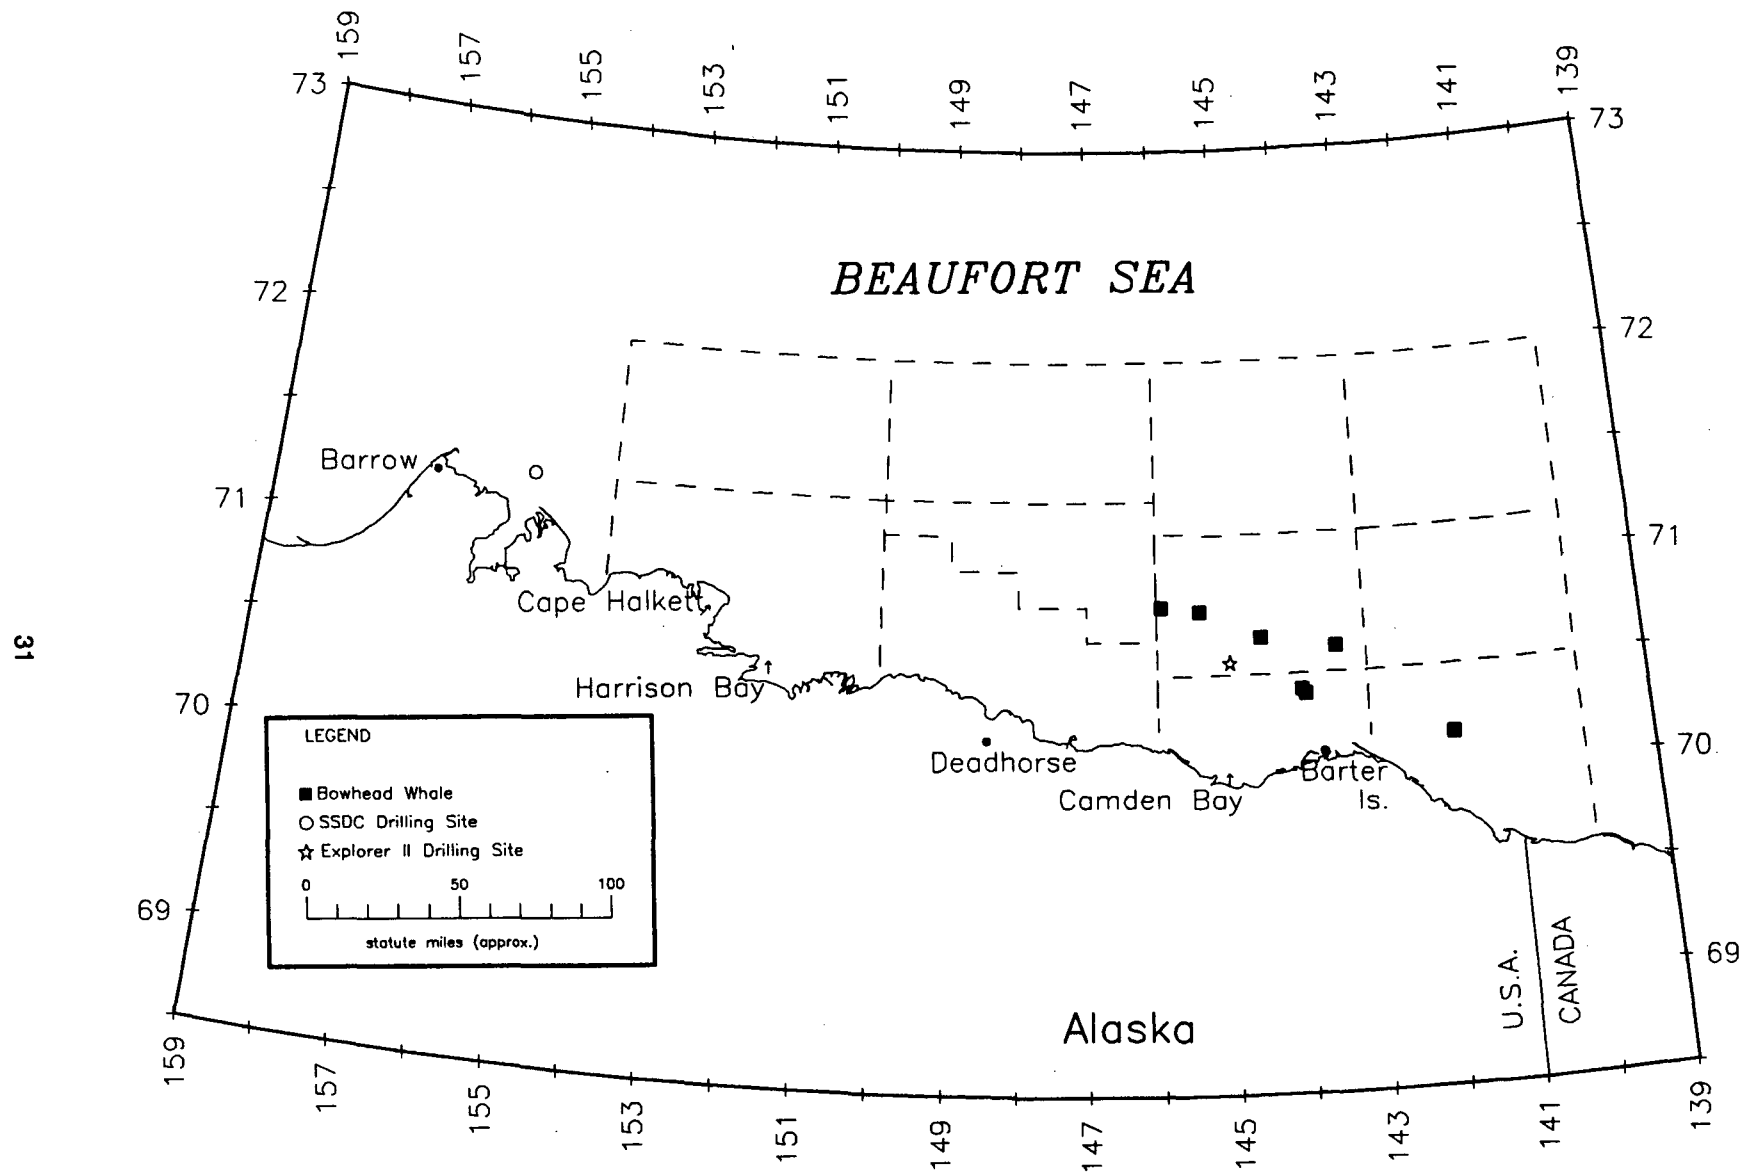 159 157 155 153 151 149 147 145 143 141 139
73 73
BEAUFORT SEA
72 72
Barrow
71 71
Cape Halkett
31
Harrison Bay
70 70
Deadhorse
Camden Bay
Barter
Is.
LEGEND
Bowhead Whale
SSDC Drilling Site
Explorer II Drilling Site
0 50 100
statute miles (approx.)
69 69
U.S.A.
CANADA
Alaska
159 157 155 153 151 149 147 145 143 141 139